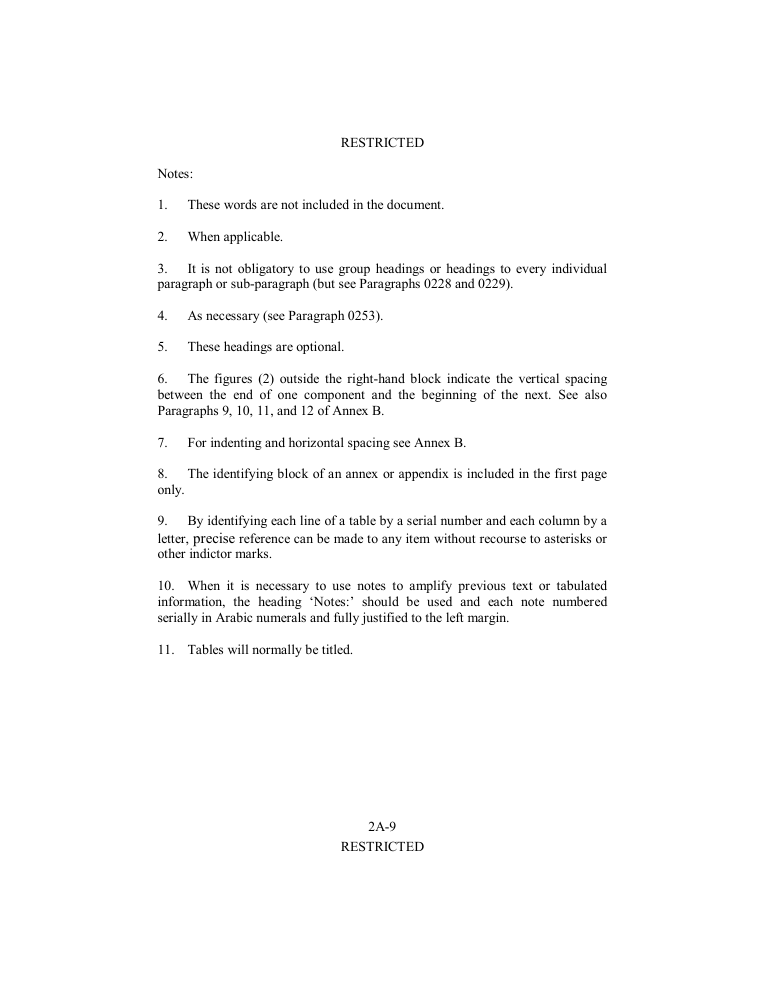 RESTRICTED
Notes:
1. These words are not included in the document.
2. When applicable.
3. It is not obligatory to use group headings or headings to every individual
paragraph or sub-paragraph (but see Paragraphs 0228 and 0229).
4. As necessary (see Paragraph 0253).
5. These headings are optional.
6. The figures (2) outside the right-hand block indicate the vertical spacing
between the end of one component and the beginning of the next. See also
Paragraphs 9, 10, 11, and 12 of Annex B.
7. For indenting and horizontal spacing see Annex B.
8. The identifying block of an annex or appendix is included in the first page
only.
9. By identifying each line of a table by a serial number and each column by a
letter, precise reference can be made to any item without recourse to asterisks or
other indictor marks.
10. When it is necessary to use notes to amplify previous text or tabulated
information, the heading ‘Notes:’ should be used and each note numbered
serially in Arabic numerals and fully justified to the left margin.
11. Tables will normally be titled.
2A-9
RESTRICTED